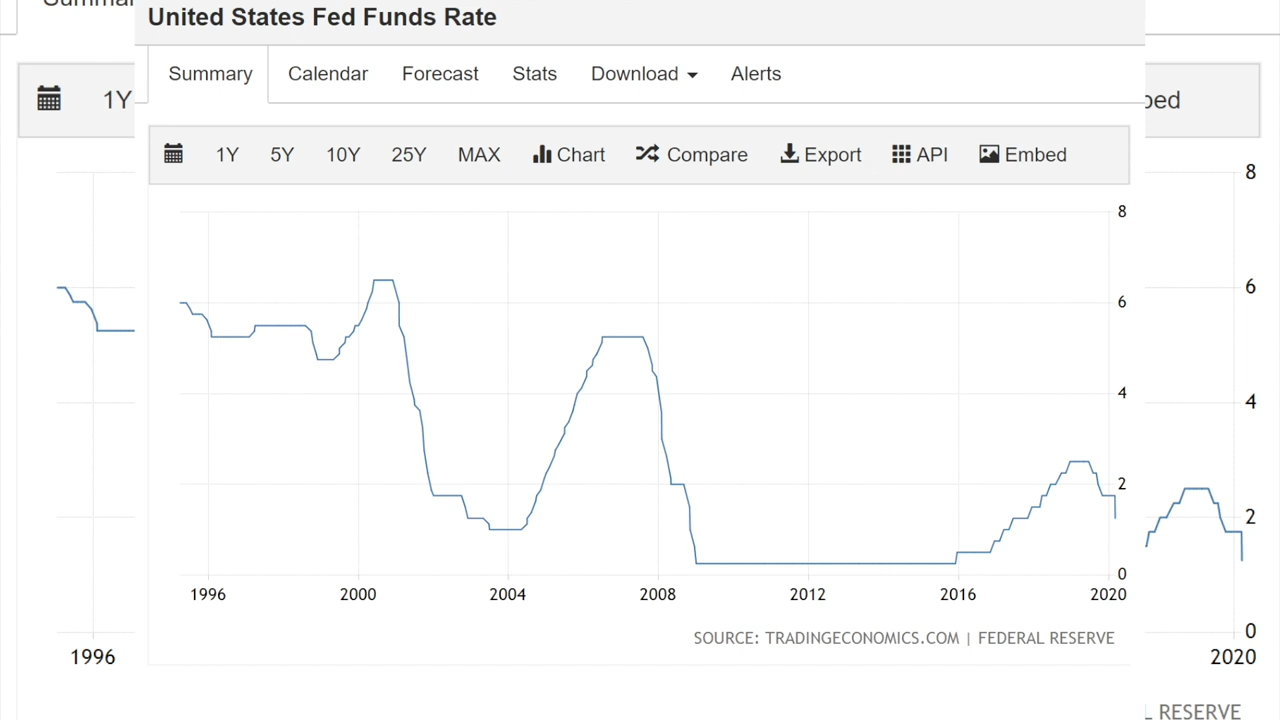 United States Fed Funds Rate
Summary Calendar Forecast Stats Download Alerts
1Y
1Y 5Y 10Y 25Y MAX Chart Compare Export API Embed
8
8
6
6
4
4
2
2
0
0
1996 2000 2004 2008 2012 2016 2020
SOURCE: TRADINGECONOMICS.COM | FEDERAL RESERVE
1996
2020
RESERVE